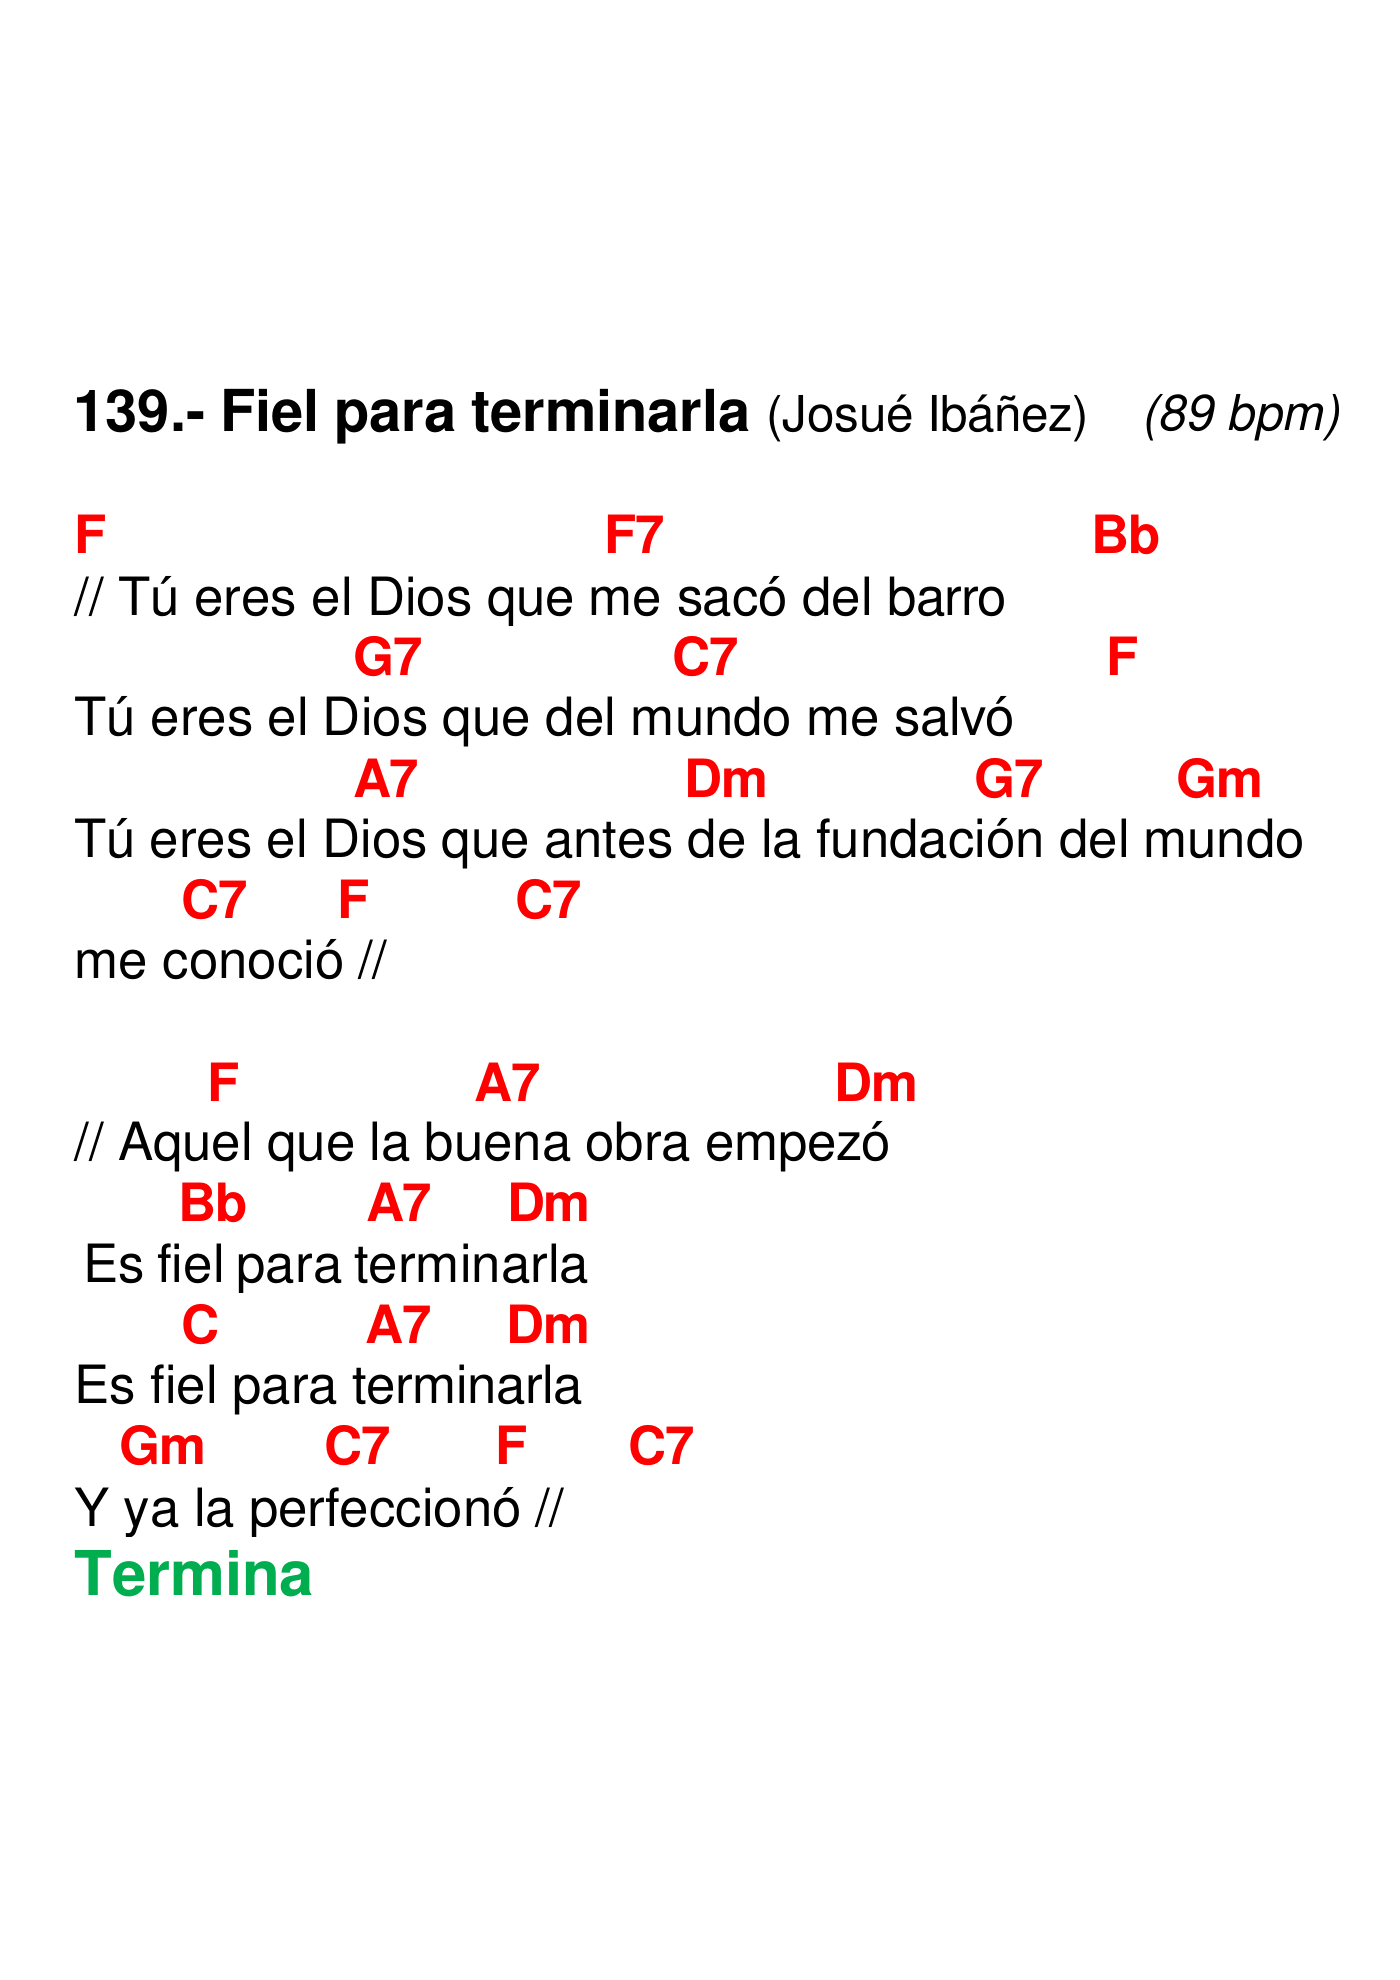 139.- Fiel para terminarla (Josué Ibáñez) (89 bpm)
F F7 Bb
// Tú eres el Dios que me sacó del barro
G7 C7 F
Tú eres el Dios que del mundo me salvó
A7 Dm G7 Gm
Tú eres el Dios que antes de la fundación del mundo
C7 F C7
me conoció //
F A7 Dm
// Aquel que la buena obra empezó
Bb A7 Dm
Es fiel para terminarla
C A7 Dm
Es fiel para terminarla
Gm C7 F C7
Y ya la perfeccionó //
Termina